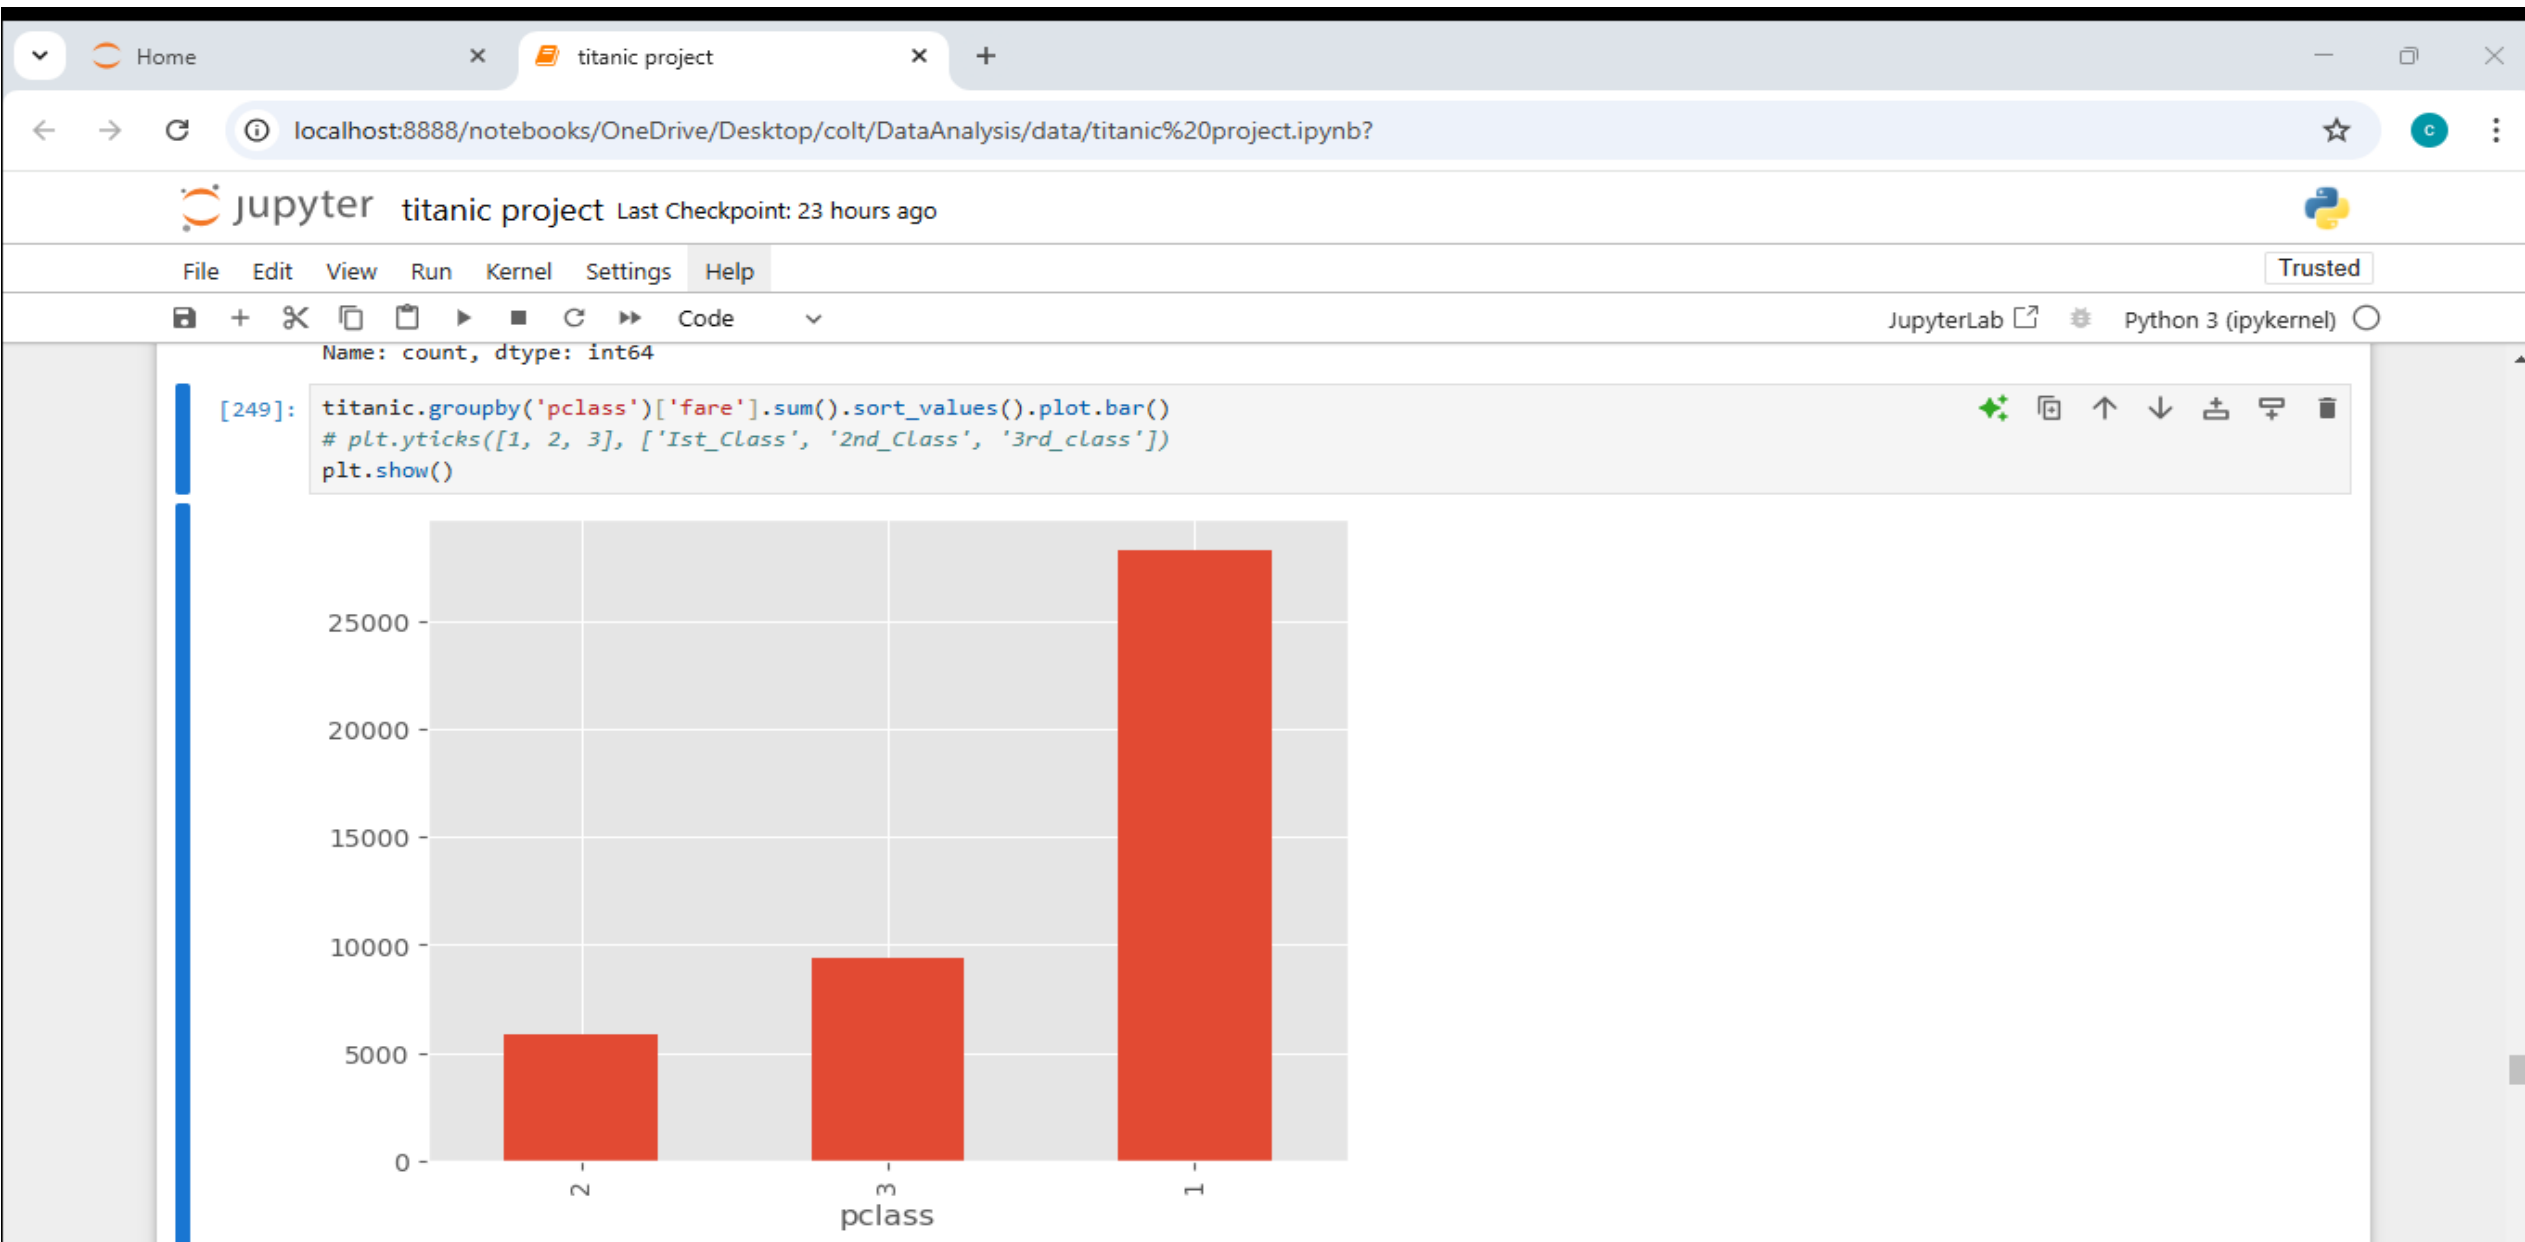 Home
titanic project
localhost:8888/notebooks/OneDrive/Desktop/colt/DataAnalysis/data/titanic%20project.ipynb?
c
jupyter titanic project Last Checkpoint: 23 hours ago
File Edit View Run Kernel Settings Help
Trusted
Code
JupyterLab
Python 3 (ipykernel)
Name: count, dtype: int64
[249]:
titanic.groupby('pclass')['fare'].sum().sort_values().plot.bar()
# plt.yticks([1, 2, 3], ['Ist_Class', '2nd_Class', '3rd_class'])
plt.show()
25000
20000
15000
10000
5000
0
2 3 1
pclass